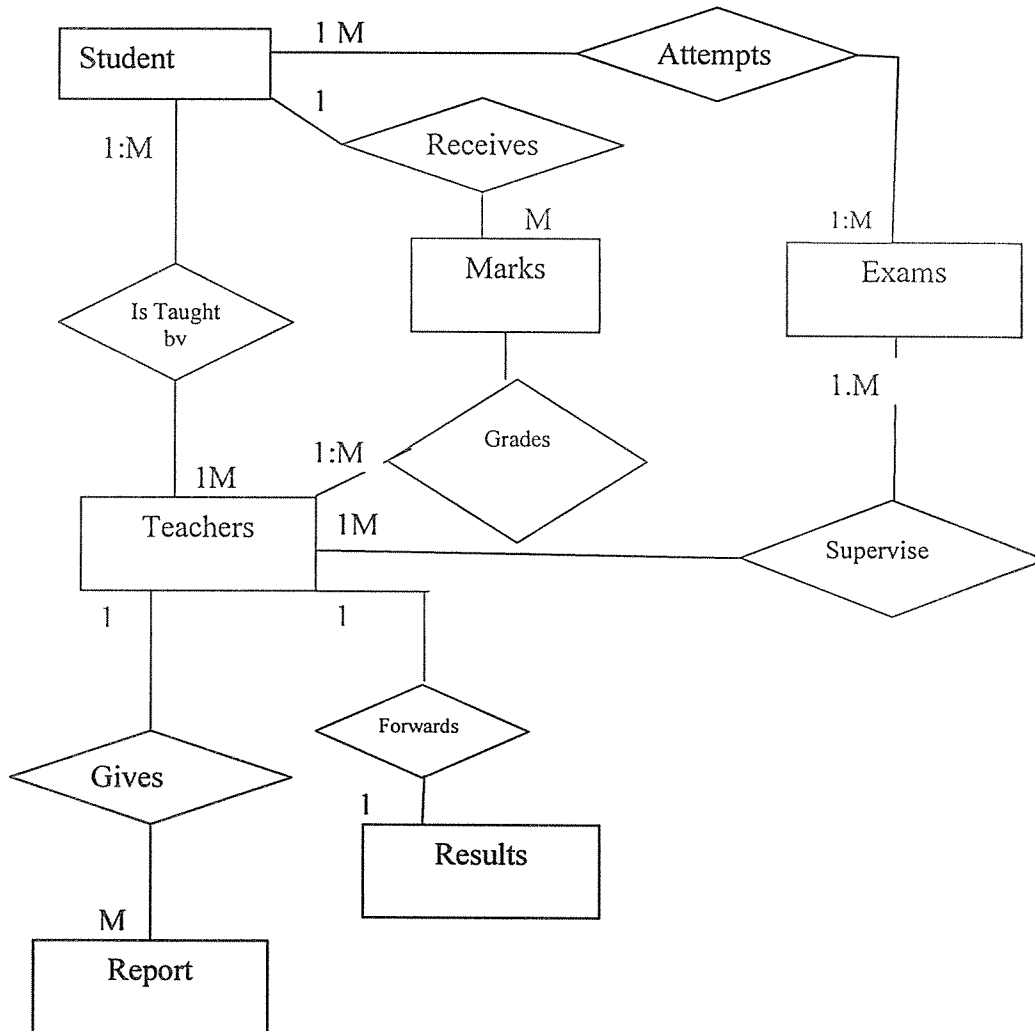 Student
1 M
Attempts
1
1:M
Receives
M
1:M
Marks
Exams
Is Taught
bv
1.M
Grades
1:M
1M
Teachers
1M
Supervise
1
1
Forwards
Gives
1
Results
M
Report